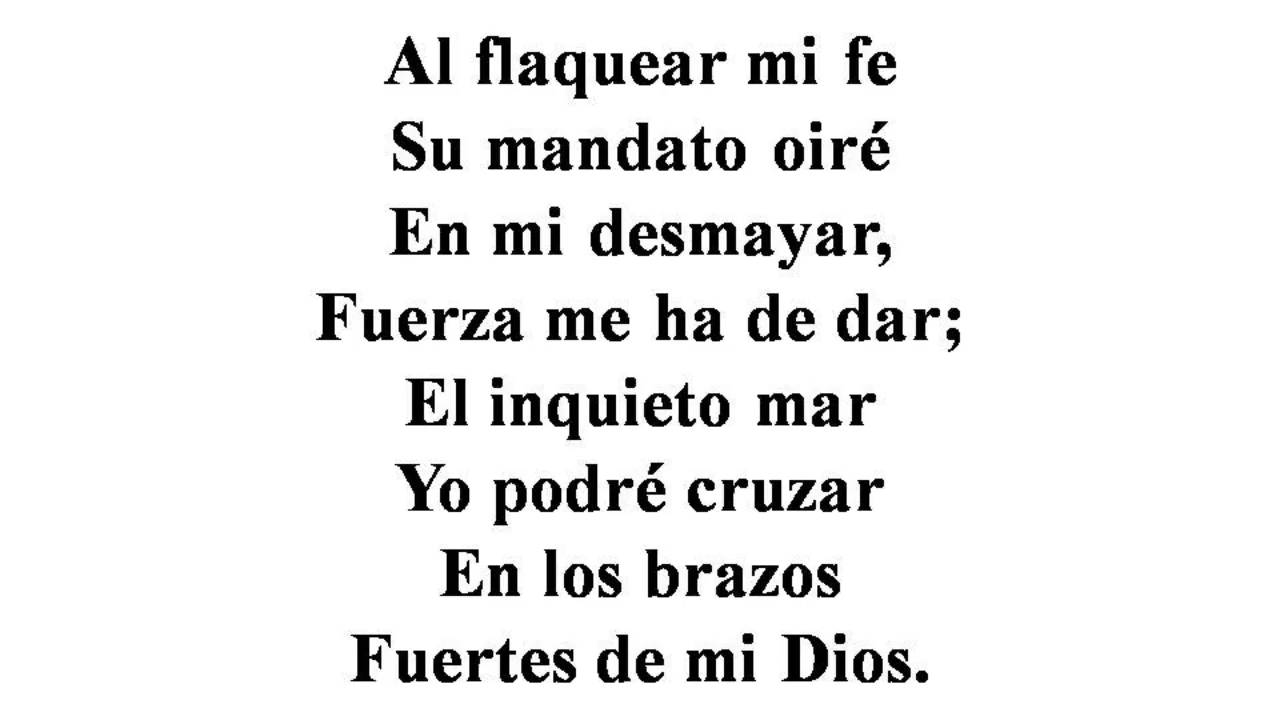 Al flaquear mi fe
Su mandato oiré
En mi desmayar,
Fuerza me ha de dar;
El inquieto mar
Yo podré cruzar
En los brazos
Fuertes de mi Dios.